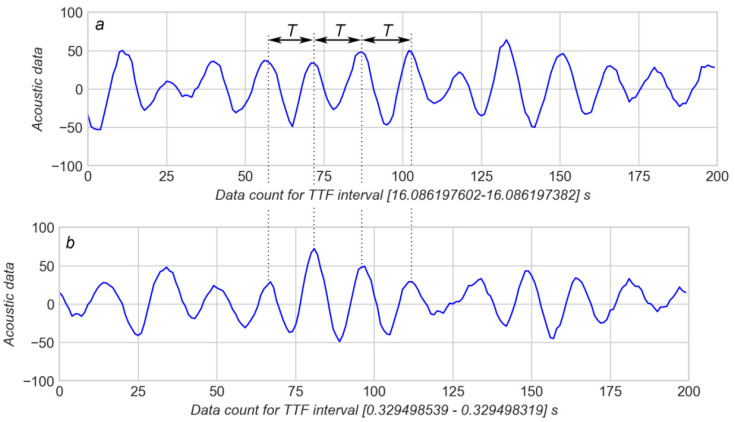 a
T T T
100
50
0
−50
−100
Acoustic data
0 25 50 75 100 125 150 175 200
Data count for TTF interval [16.086197602-16.086197382] s
b
100
50
0
−50
−100
Acoustic data
0 25 50 75 100 125 150 175 200
Data count for TTF interval [0.329498539 - 0.329498319] s